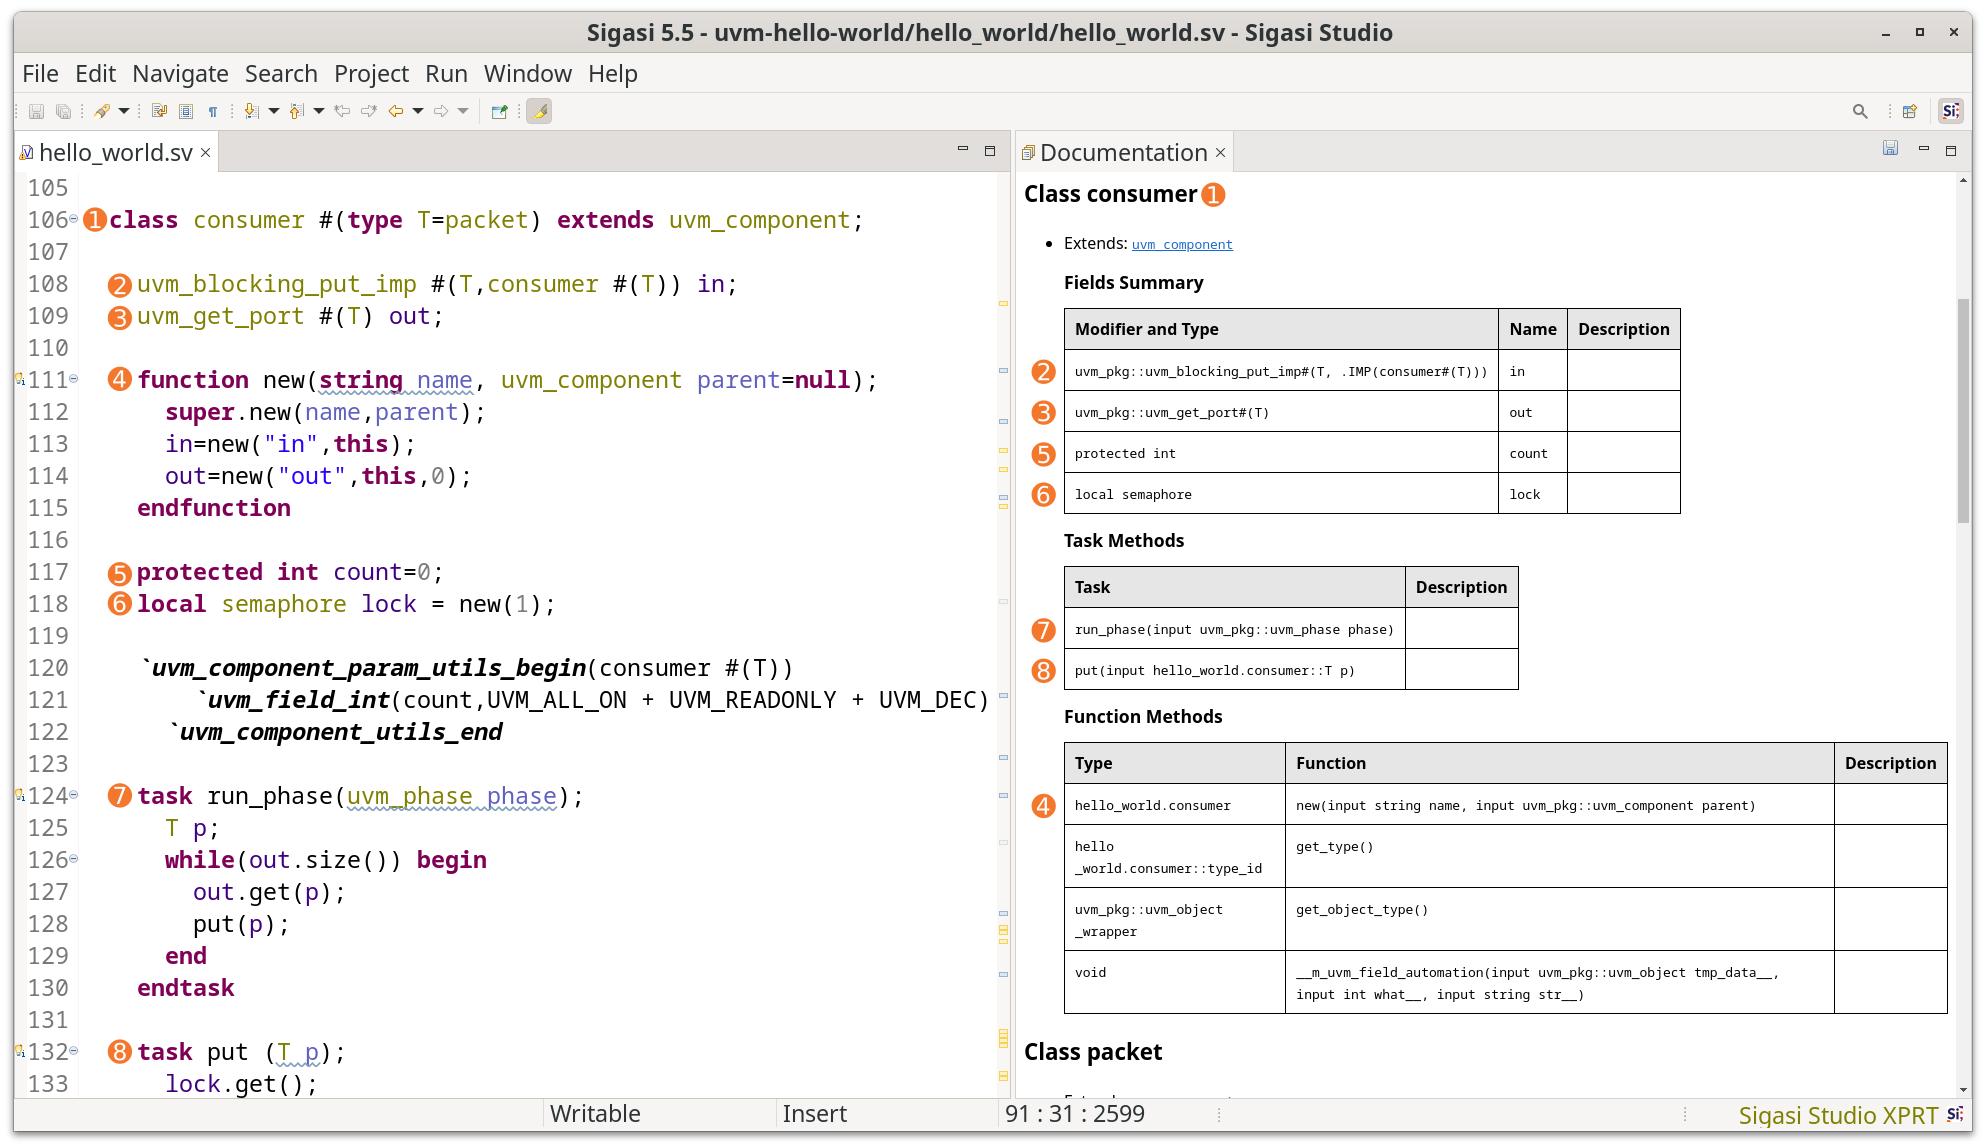 Sigasi 5.5 - uvm-hello-world/hello_world/hello_world.sv - Sigasi Studio
File Edit Navigate Search Project Run Window Help
hello_world.sv
105
106 1 class consumer #(type T=packet) extends uvm_component;
107
108 2 uvm_blocking_put_imp #(T,consumer #(T)) in;
109 3 uvm_get_port #(T) out;
110
111 4 function new(string name, uvm_component parent=null);
112 super.new(name,parent);
113 in=new("in",this);
114 out=new("out",this,0);
115 endfunction
116
117 5 protected int count=0;
118 6 local semaphore lock = new(1);
119
120 `uvm_component_param_utils_begin(consumer #(T))
121 `uvm_field_int(count,UVM_ALL_ON + UVM_READONLY + UVM_DEC)
122 `uvm_component_utils_end
123
124 7 task run_phase(uvm_phase phase);
125 T p;
126 while(out.size()) begin
127 out.get(p);
128 put(p);
129 end
130 endtask
131
132 8 task put (T p);
133 lock.get();
Documentation
Class consumer 1
• Extends: uvm_component
Fields Summary
Modifier and Type Name Description
2 uvm_pkg::uvm_blocking_put_imp#(T, .IMP(consumer#(T))) in
3 uvm_pkg::uvm_get_port#(T) out
5 protected int count
6 local semaphore lock
Task Methods
Task Description
7 run_phase(input uvm_pkg::uvm_phase phase)
8 put(input hello_world.consumer::T p)
Function Methods
Type Function Description
4 hello_world.consumer new(input string name, input uvm_pkg::uvm_component parent)
hello get_type()
_world.consumer::type_id
uvm_pkg::uvm_object get_object_type()
_wrapper
void __m_uvm_field_automation(input uvm_pkg::uvm_object tmp_data__,
input int what__, input string str__)
Class packet
Writable Insert 91 : 31 : 2599 Sigasi Studio XPRT Si